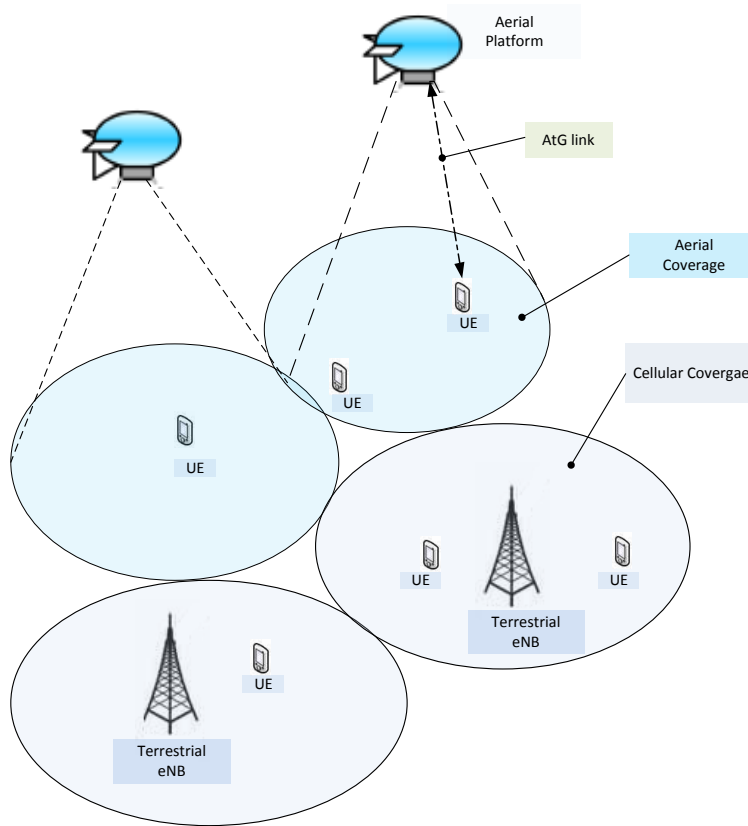 Aerial
Platform
AtG link
Aerial
Coverage
UE
Cellular Covergae
UE
UE
UE
UE
Terrestrial
eNB
UE
Terrestrial
eNB